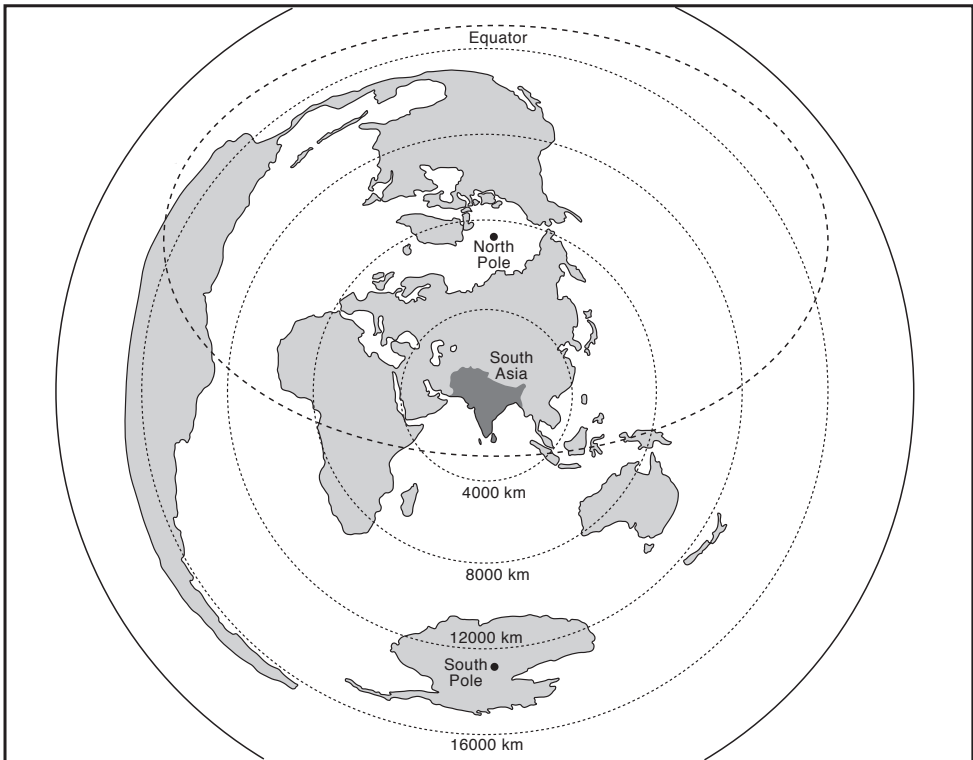 Equator
North
Pole
South
Asia
4000 km
8000 km
12000 km
South
Pole
16000 km